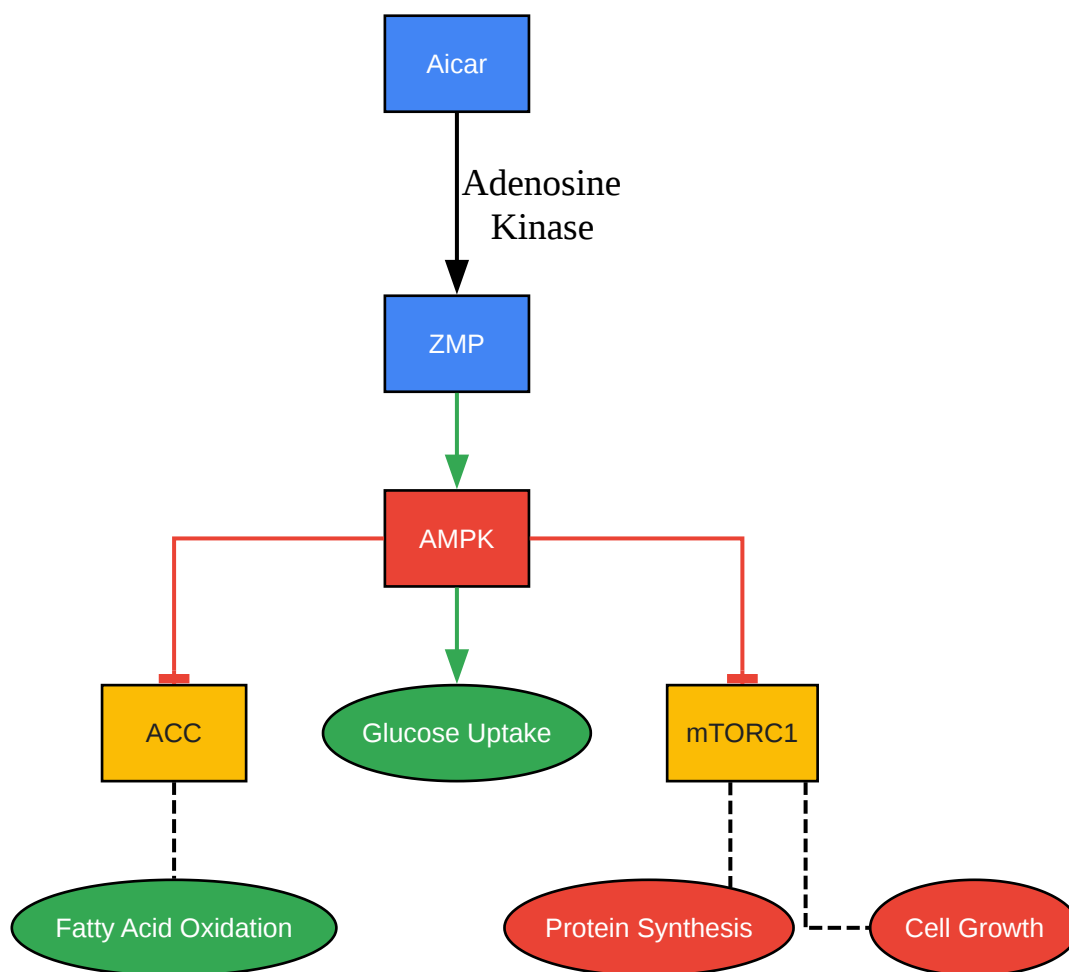 Aicar
Adenosine
Kinase
ZMP
AMPK
ACC
Glucose Uptake
mTORC1
Fatty Acid Oxidation
Protein Synthesis
Cell Growth